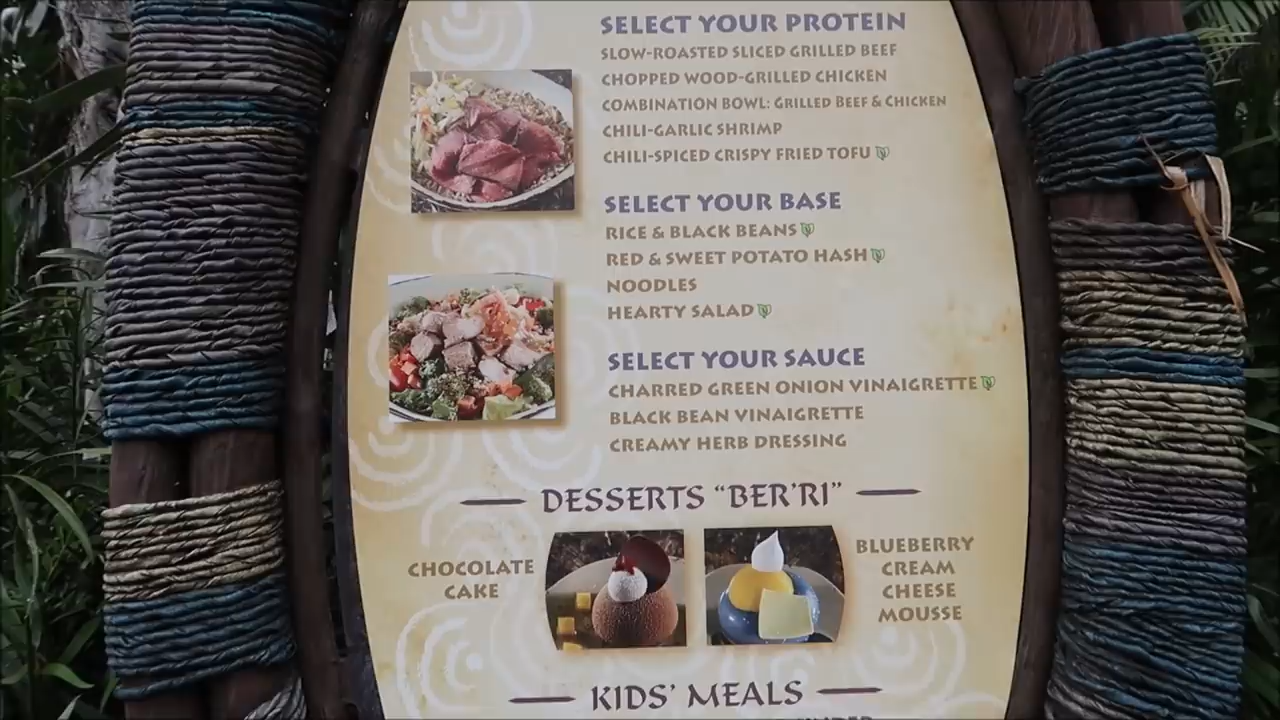 SELECT YOUR PROTEIN
SLOW-ROASTED SLICED GRILLED BEEF
CHOPPED WOOD-GRILLED CHICKEN
COMBINATION BOWL: GRILLED BEEF & CHICKEN
CHILI-GARLIC SHRIMP
CHILI-SPICED CRISPY FRIED TOFU
SELECT YOUR BASE
RICE & BLACK BEANS
RED & SWEET POTATO HASH
NOODLES
HEARTY SALAD
SELECT YOUR SAUCE
CHARRED GREEN ONION VINAIGRETTE
BLACK BEAN VINAIGRETTE
CREAMY HERB DRESSING
DESSERTS "BER'RI"
CHOCOLATE
CAKE
BLUEBERRY
CREAM
CHEESE
MOUSSE
KIDS' MEALS